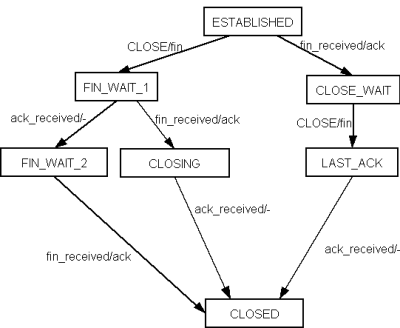 ESTABLISHED
CLOSE/fin
fin_received/ack
FIN_WAIT_1
CLOSE_WAIT
ack_received/-
fin_received/ack
CLOSE/fin
FIN_WAIT_2
CLOSING
LAST_ACK
ack_received/-
ack_received/-
fin_received/ack
CLOSED